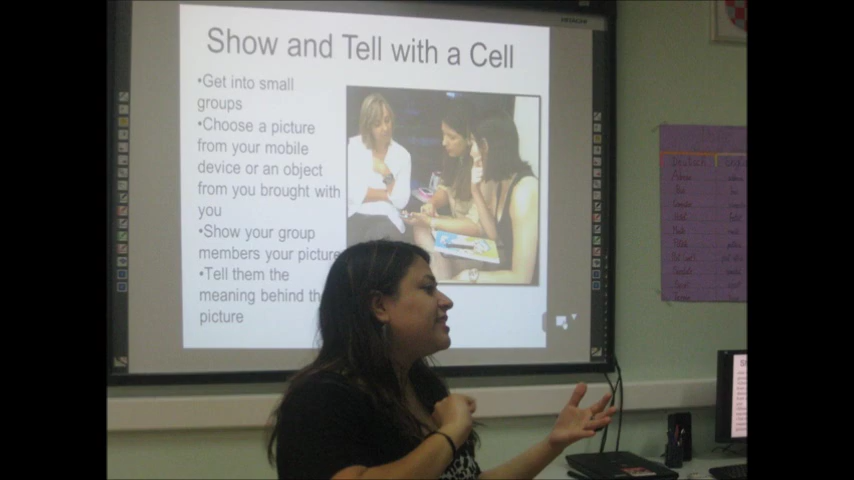 HITACHI
Show and Tell with a Cell
•Get into small
groups
•Choose a picture
from your mobile
device or an object
from you brought with
you
•Show your group
members your picture
•Tell them the
meaning behind th
picture